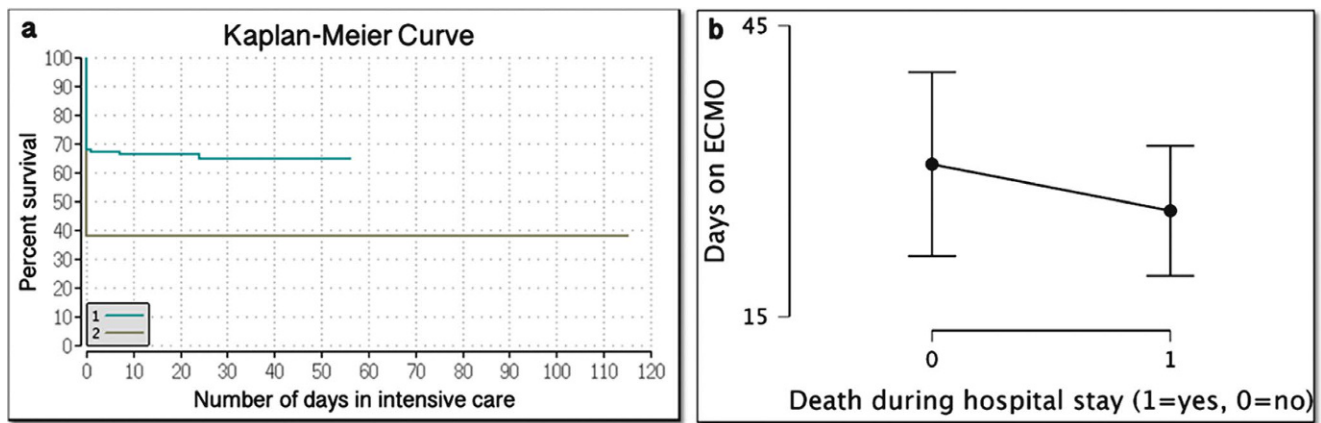 a
Kaplan-Meier Curve
Percent survival
100
90
80
70
60
50
40
30
20
10
0
1
2
0 10 20 30 40 50 60 70 80 90 100 110 120
Number of days in intensive care
b
Days on ECMO
45
15
0 1
Death during hospital stay (1=yes, 0=no)